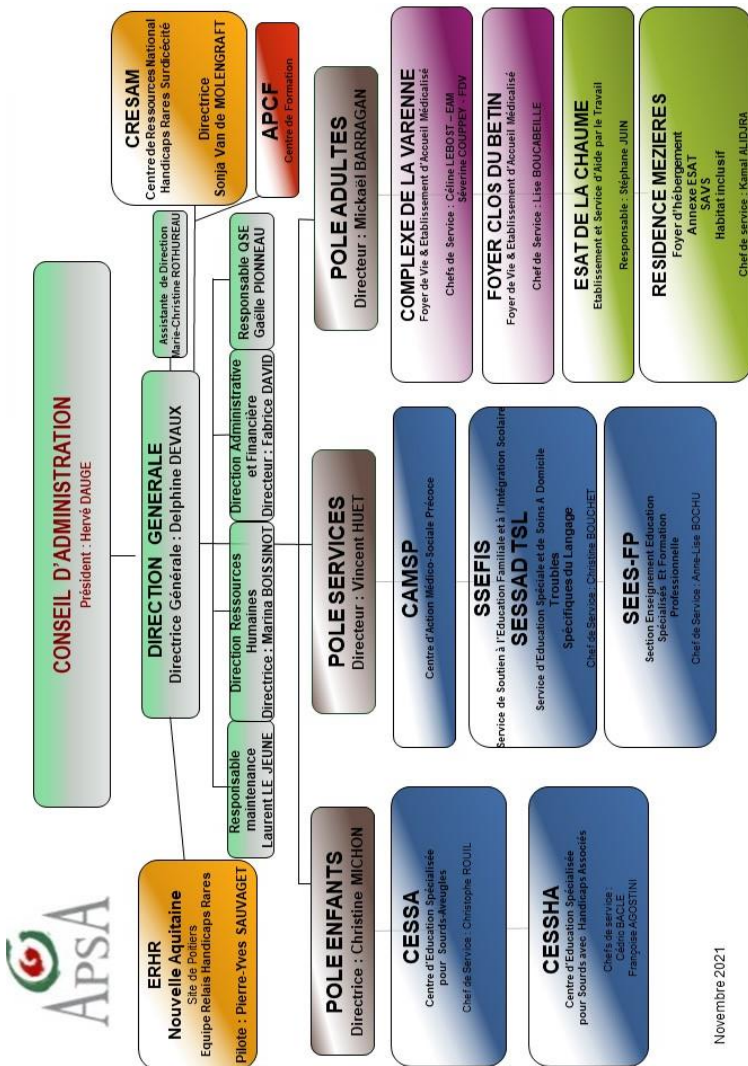 APSA
CONSEIL D'ADMINISTRATION
Président : Hervé DAUGE
ERHR
Nouvelle Aquitaine
Site de Poitiers
Equipe Relais Handicaps Rares
Pilote : Pierre-Yves SAUVAGET
DIRECTION GENERALE
Directrice Générale : Delphine DEVAUX
Assistante de Direction
Marie-Christine ROTHUREAU
CRESAM
Centre de Ressources National
Handicaps Rares Surdicécité
Directrice
Sonja Van de MOLENGRAFT
APCF
Centre de Formation
Responsable
maintenance
Laurent LE JEUNE
Direction Ressources
Humaines
Directrice : Marina BOISSINOT
Direction Administrative
et Financière
Directeur : Fabrice DAVID
Responsable QSE
Gaëlle PIONNEAU
POLE ENFANTS
Directrice : Christine MICHON
CESSA
Centre d'Education Spécialisée
pour Sourds-Aveugles
Chef de Service : Christophe ROUIL
CESSHA
Centre d'Education Spécialisée
pour Sourds avec Handicaps Associés
Chefs de service :
Cédric BACLE
Françoise AGOSTINI
POLE SERVICES
Directeur : Vincent HUET
CAMSP
Centre d'Action Médico-Sociale Précoce
SSEFIS
Service de Soutien à l'Education Familiale et à l'Intégration Scolaire
SESSAD TSL
Service d'Education Spéciale et de Soins A Domicile
Troubles
Spécifiques du Langage
Chef de Service : Christine BOUCHET
SEES-FP
Section Enseignement Education
Spécialisés Et Formation
Professionnelle
Chef de Service : Anne-Lise BOCHU
POLE ADULTES
Directeur : Mickaël BARRAGAN
COMPLEXE DE LA VARENNE
Foyer de Vie & Etablissement d'Accueil Médicalisé
Chefs de Service : Céline LEBOST – EAM
Séverine COUPPEY - FDV
FOYER CLOS DU BETIN
Foyer de Vie & Etablissement d'Accueil Médicalisé
Chef de Service : Lise BOUCABEILLE
ESAT DE LA CHAUME
Etablissement et Service d'Aide par le Travail
Responsable : Stéphane JUIN
RESIDENCE MEZIERES
Foyer d'hébergement
Annexe ESAT
SAVS
Habitat inclusif
Chef de service : Kamal ALIDJRA
Novembre 2021